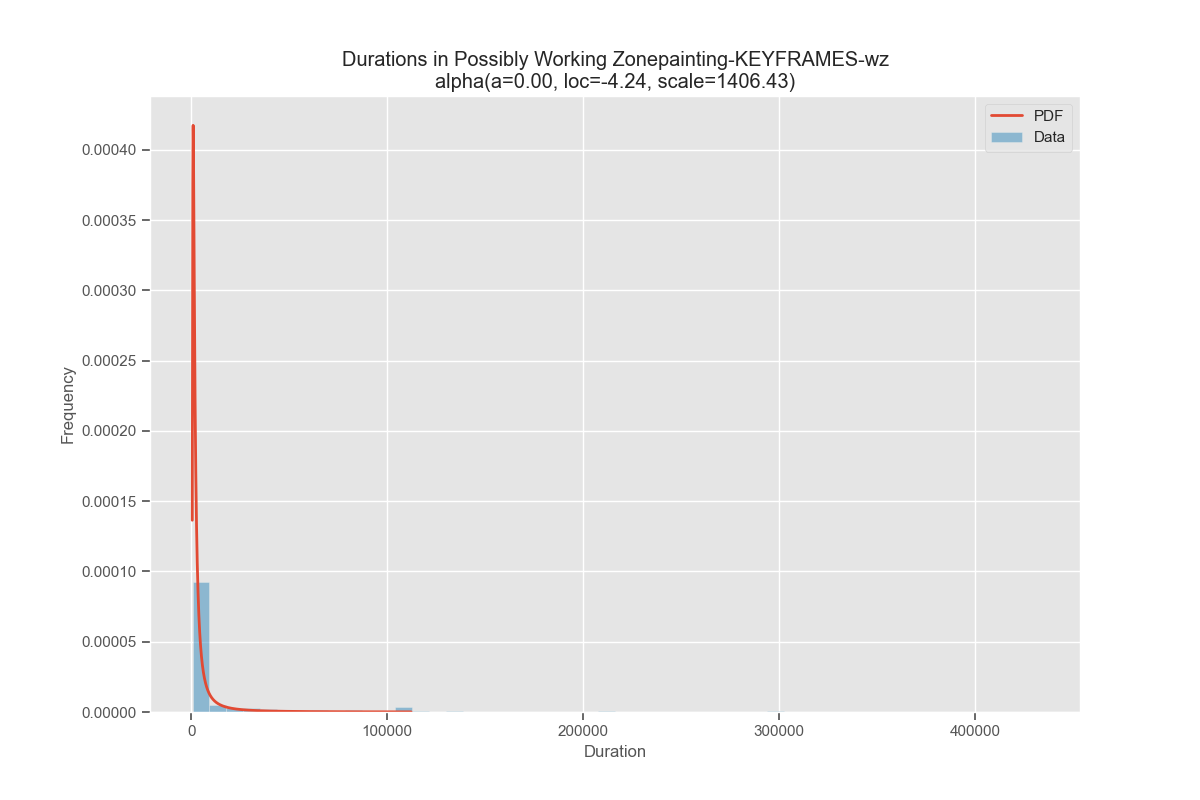 Durations in Possibly Working Zonepainting-KEYFRAMES-wz
alpha(a=0.00, loc=-4.24, scale=1406.43)
PDF
Data
0.00040
0.00035
0.00030
0.00025
0.00020
0.00015
0.00010
0.00005
0.00000
Frequency
0
100000
200000
300000
400000
Duration